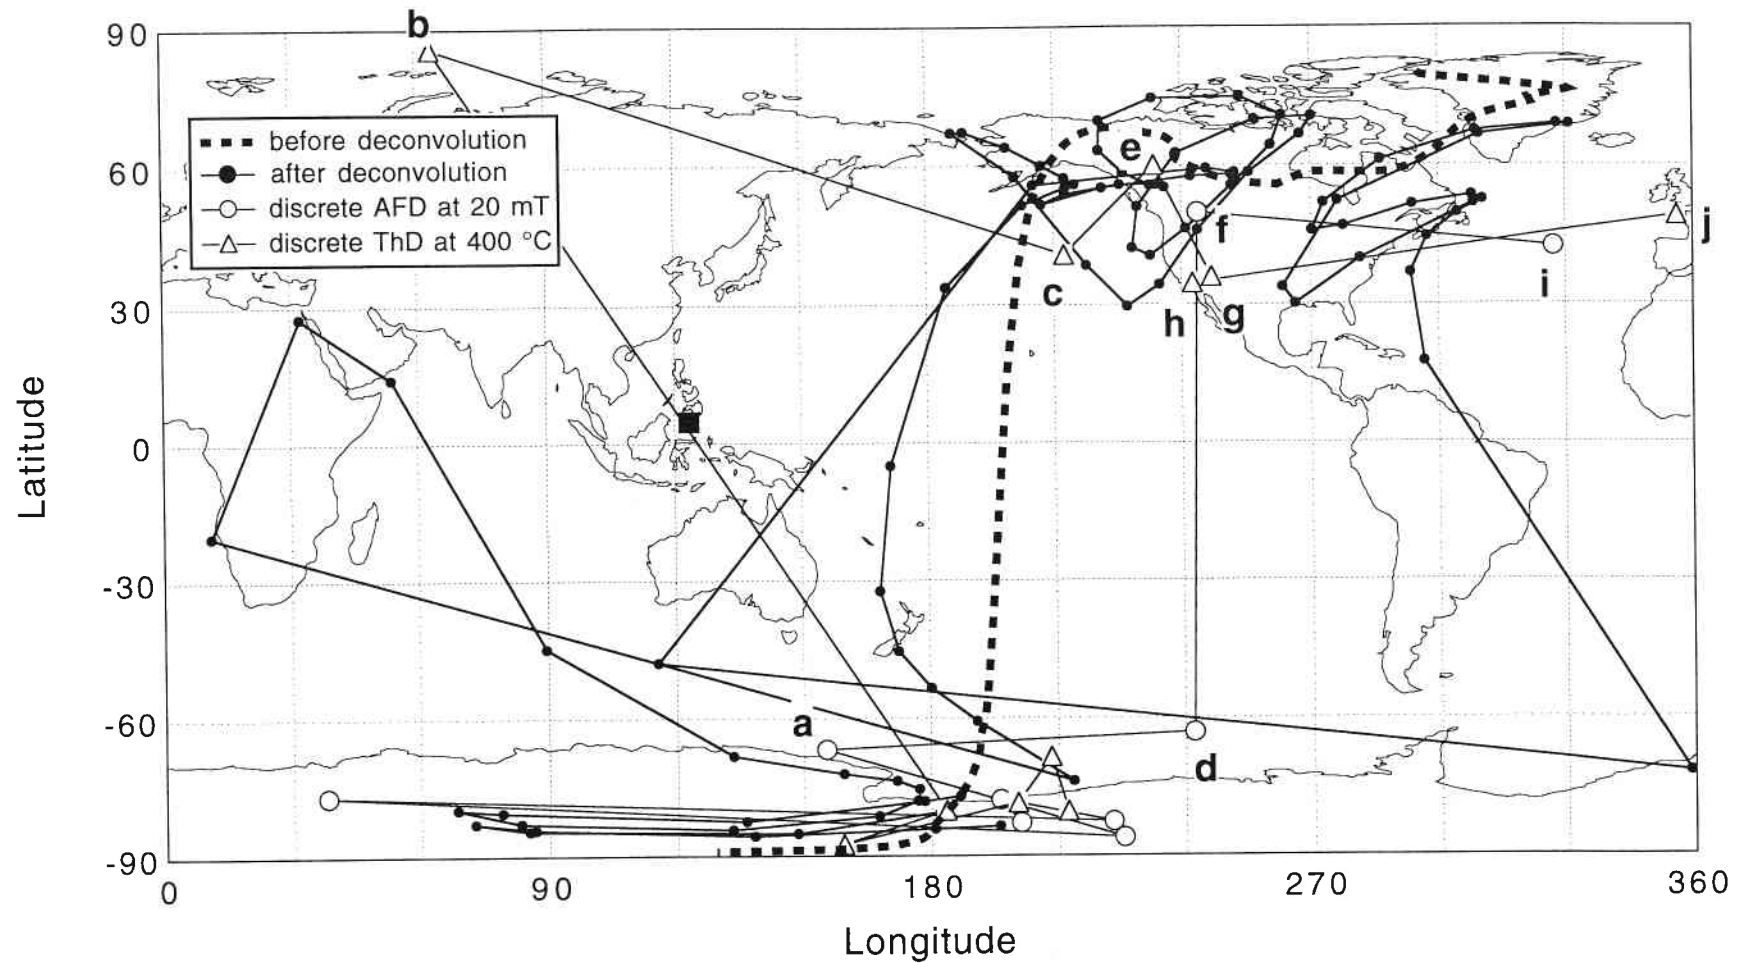 b
90
before deconvolution
after deconvolution
discrete AFD at 20 mT
discrete ThD at 400 °C
e
60
f
j
c
i
h
g
30
0
Latitude
-30
a
-60
d
-90
0
90
180
270
360
Longitude